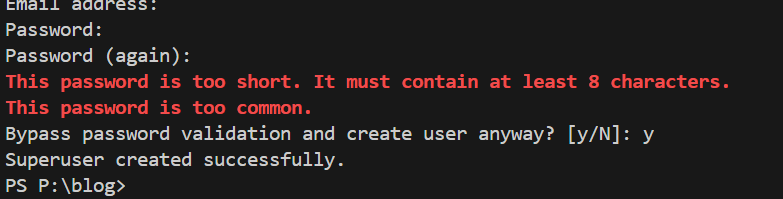 Email address:
Password:
Password (again):
This password is too short. It must contain at least 8 characters.
This password is too common.
Bypass password validation and create user anyway? [y/N]: y
Superuser created successfully.
PS P:\blog>